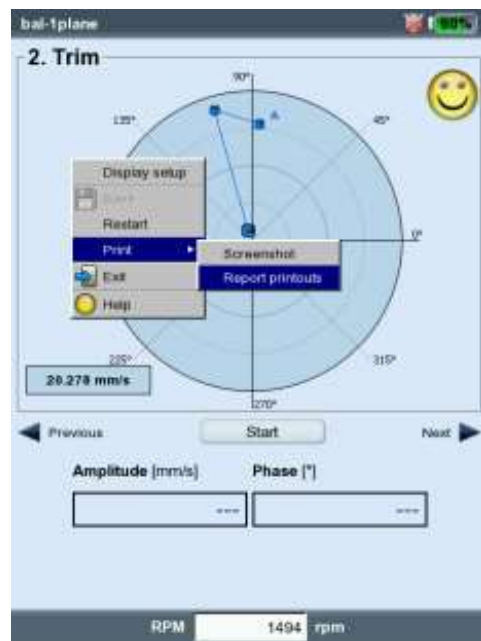 bal-1plane
90%
2. Trim
90°
135°
45°
Display setup
Restart
0°
Print
Screenshot
Exit
Report printouts
Help
225°
315°
20.278 mm/s
270°
Previous
Start
Next
Amplitude [mm/s]
Phase [°]
---
---
RPM
1494 rpm